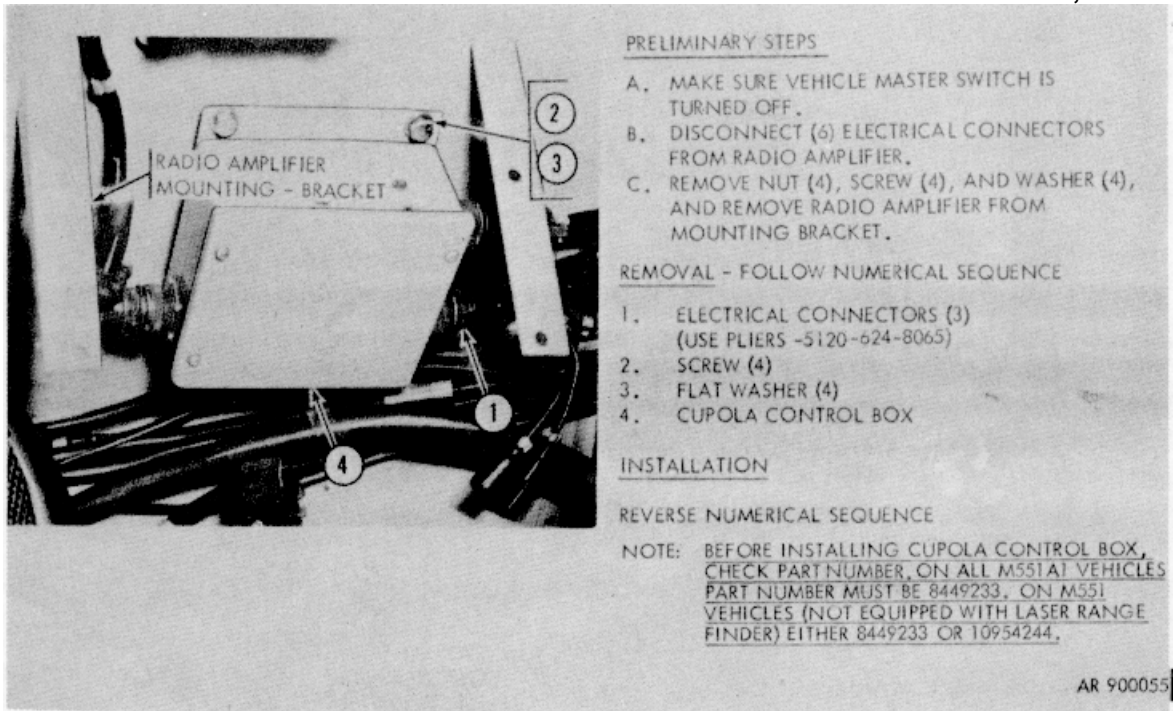 PRELIMINARY STEPS
A. MAKE SURE VEHICLE MASTER SWITCH IS
TURNED OFF.
B. DISCONNECT (6) ELECTRICAL CONNECTORS
FROM RADIO AMPLIFIER.
C. REMOVE NUT (4), SCREW (4), AND WASHER (4),
AND REMOVE RADIO AMPLIFIER FROM
MOUNTING BRACKET.
REMOVAL - FOLLOW NUMERICAL SEQUENCE
1. ELECTRICAL CONNECTORS (3)
(USE PLIERS -5120-624-8065)
2. SCREW (4)
3. FLAT WASHER (4)
4. CUPOLA CONTROL BOX
INSTALLATION
REVERSE NUMERICAL SEQUENCE
NOTE: BEFORE INSTALLING CUPOLA CONTROL BOX,
CHECK PART NUMBER. ON ALL M551A1 VEHICLES
PART NUMBER MUST BE 8449233. ON M551
VEHICLES (NOT EQUIPPED WITH LASER RANGE
FINDER) EITHER 8449233 OR 10954244.
AR 900055
RADIO AMPLIFIER
MOUNTING - BRACKET
2
3
1
4